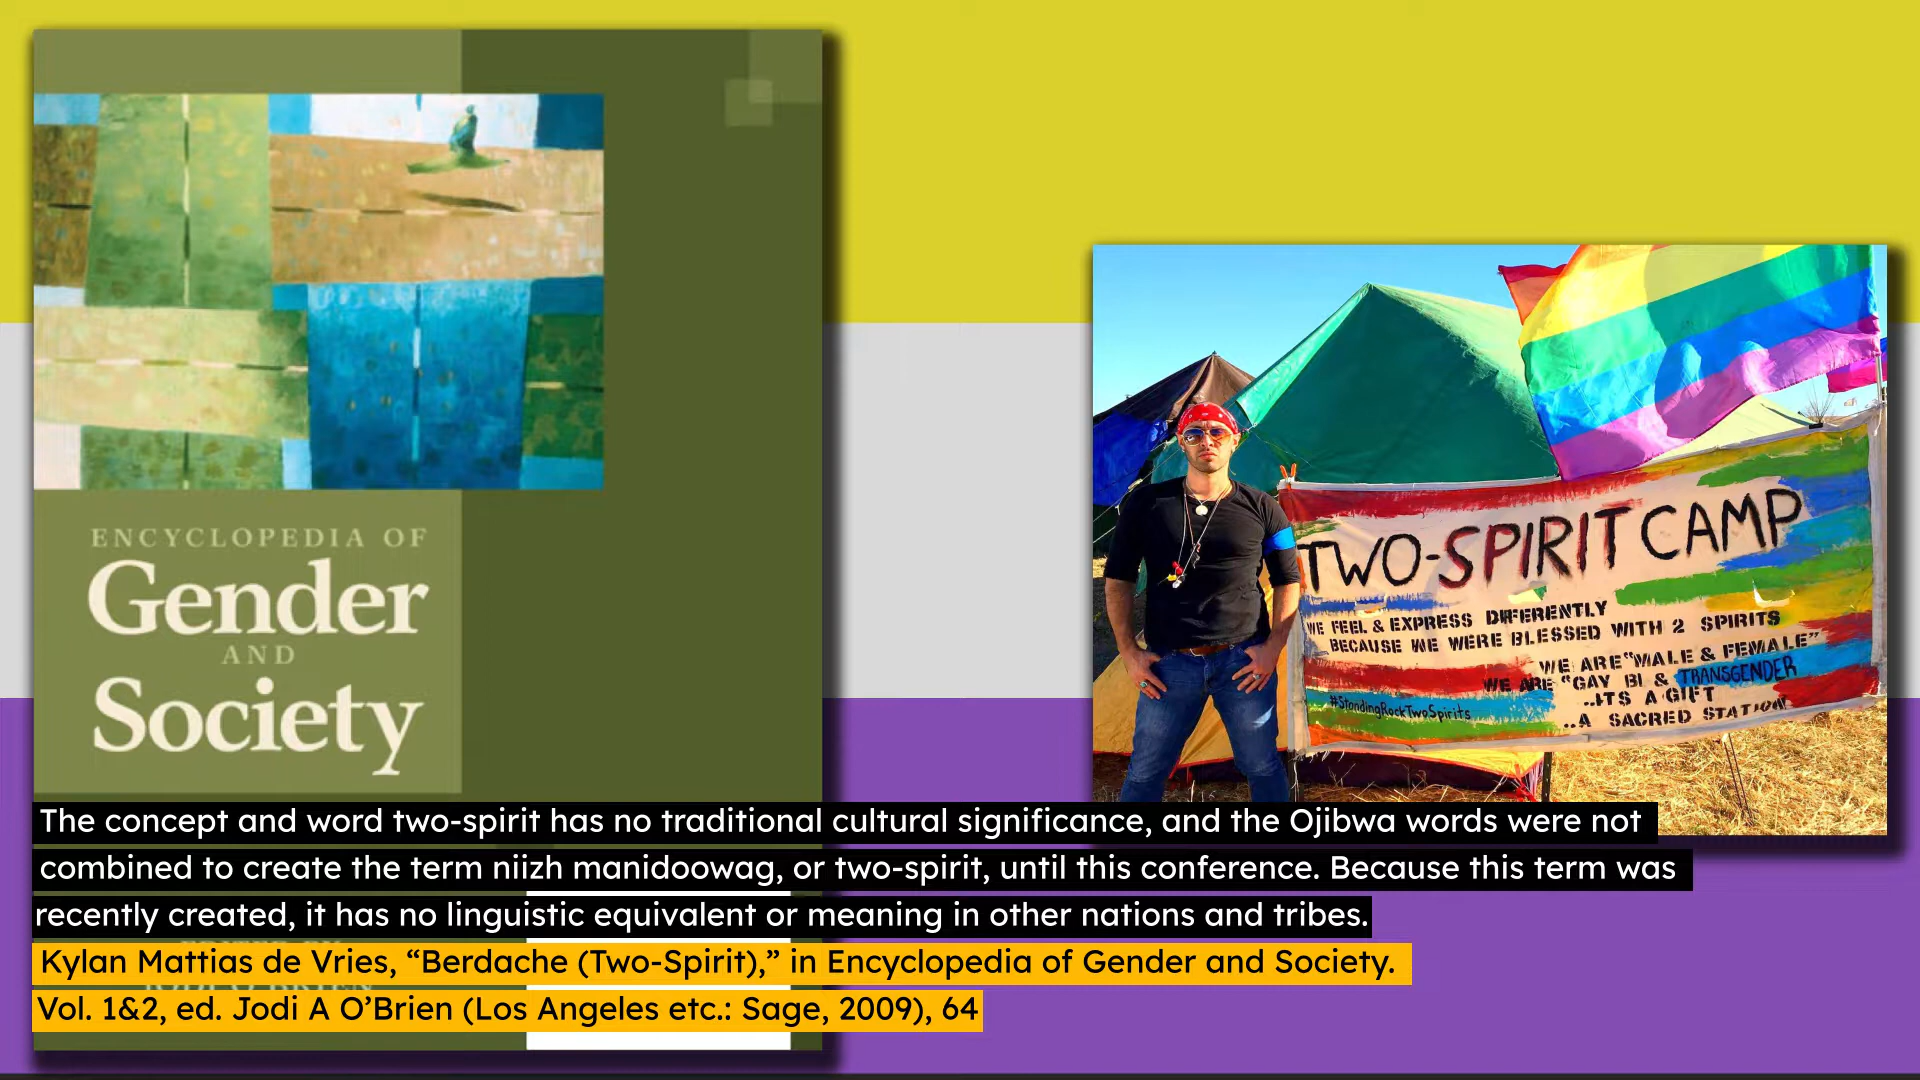 ENCYCLOPEDIA OF
Gender
AND
Society
TWO-SPIRIT CAMP
WE FEEL & EXPRESS DIFFERENTLY
BECAUSE WE WERE BLESSED WITH 2 SPIRITS
WE ARE "MALE & FEMALE"
WE ARE "GAY BI & TRANSGENDER
..ITS A GIFT
#StandingRockTwoSpirits
..A SACRED STATION
The concept and word two-spirit has no traditional cultural significance, and the Ojibwa words were not
combined to create the term niizh manidoowag, or two-spirit, until this conference. Because this term was
recently created, it has no linguistic equivalent or meaning in other nations and tribes.
Kylan Mattias de Vries, “Berdache (Two-Spirit),” in Encyclopedia of Gender and Society.
Vol. 1&2, ed. Jodi A O’Brien (Los Angeles etc.: Sage, 2009), 64